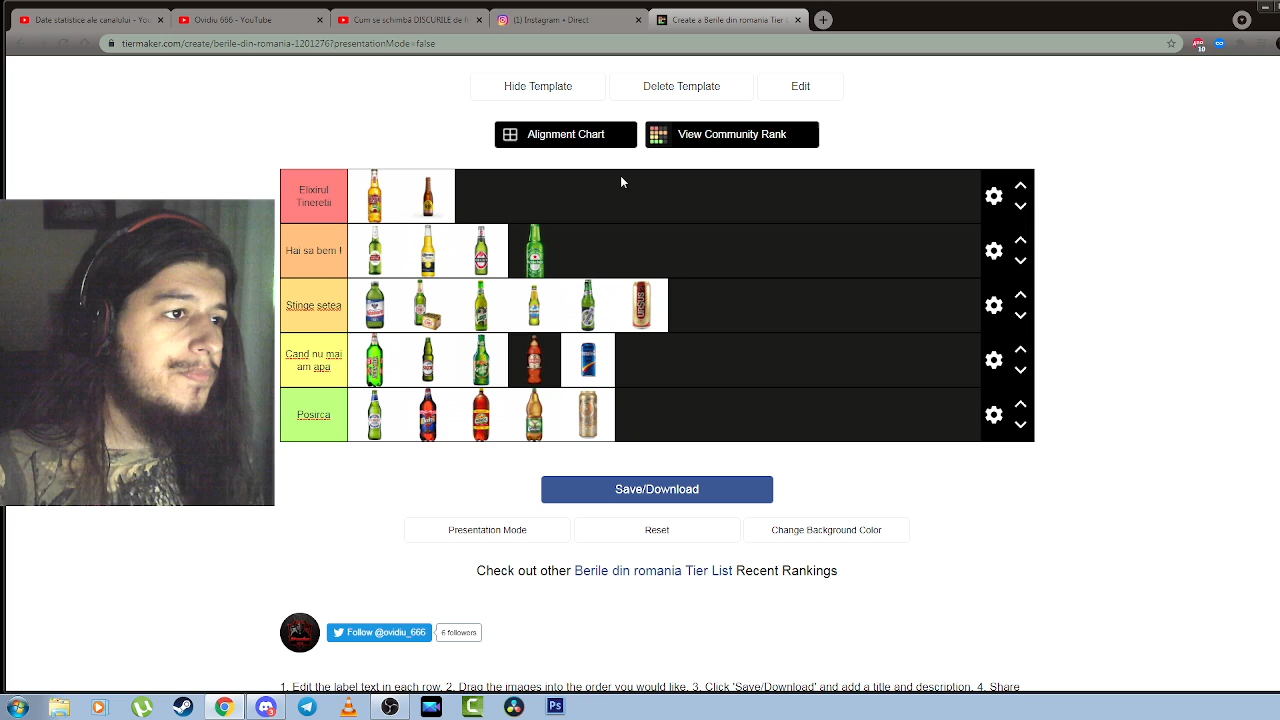 Date statistice ale canalului - You
Ovidiu 666 - YouTube
Cum se schimbă DISCURILE de f
(1) Instagram • Direct
Create a Berile din romania Tier L
tiermaker.com/create/berile-din-romania-1201276?presentationMode=false
10
Hide Template
Delete Template
Edit
Alignment Chart
View Community Rank
Elixirul
Tineretii
Hai sa bem !
Stinge setea
URSUS
Cand nu mai
am apa
Posirca
Save/Download
Presentation Mode
Reset
Change Background Color
Check out other Berile din romania Tier List Recent Rankings
Follow @ovidiu_666
6 followers
1. Edit the label text in each row. 2. Drag the images into the order you would like. 3. Click 'Save/Download' and add a title and description. 4. Share
Ps